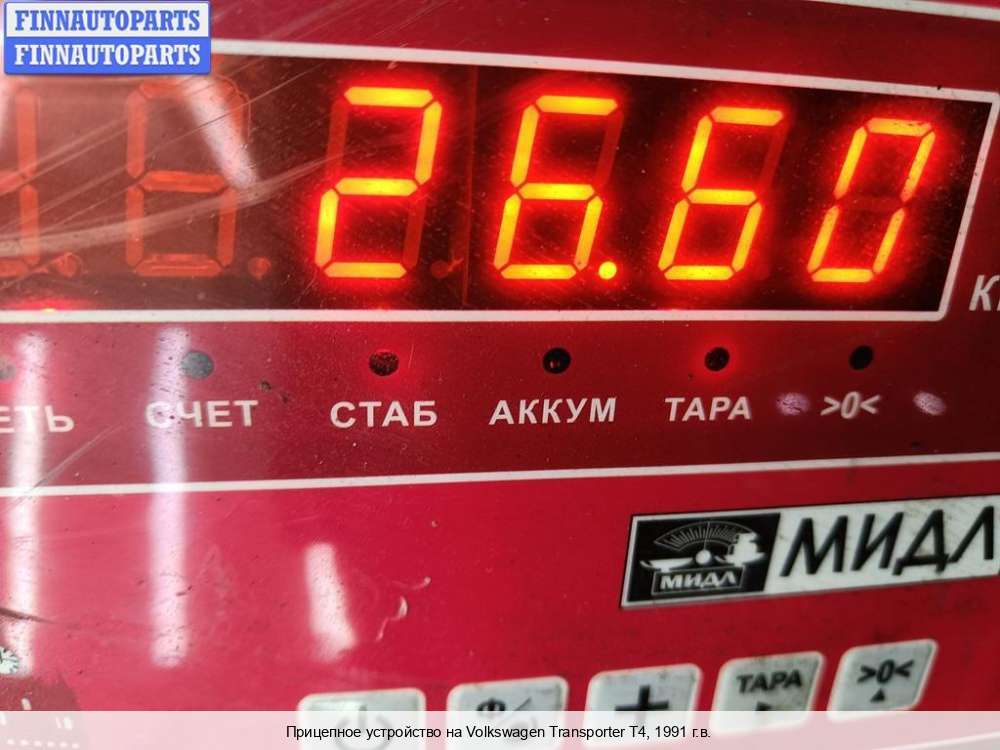 FINNAUTOPARTS
FINNAUTOPARTS
26.60
К
ЕТЬ СЧЕТ СТАБ АККУМ ТАРА >0<
МИДЛ МИДЛ
ТАРА >0<
Прицепное устройство на Volkswagen Transporter T4, 1991 г.в.